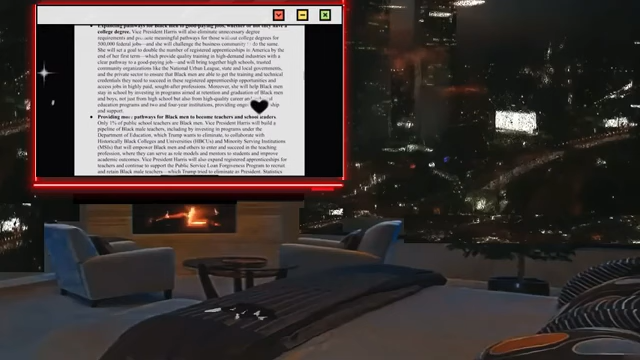 Expanding pathways for Black men to good-paying jobs, whether or not they have a
college degree. Vice President Harris will also eliminate unnecessary degree
requirements and create meaningful pathways for those without college degrees for
500,000 federal jobs—and she will challenge the business community to do the same.
She will set a goal to double the number of registered apprenticeships in America by the
end of her first term—which provide quality training in high-demand industries with a
clear pathway to a good-paying job—and will bring together high schools, trusted
community organizations like the National Urban League, state and local governments,
and the private sector to ensure that Black men are able to get the training and technical
credentials they need to succeed in these registered apprenticeship opportunities and
access jobs in highly paid, sought-after professions. Moreover, she will help Black men
stay in school by investing in programs aimed at retention and graduation of Black men
and boys, not just from high school but also from high-quality career
education programs and two- and four-year institutions, providing
and support
• Providing more pathways for Black men to become teachers and school leaders
Only 1% of public school teachers are Black men. Vice President Harris will build a
pipeline of Black male teachers, including by investing in programs under the
Department of Education, which Trump wants to eliminate, to collaborate with
Historically Black Colleges and Universities (HBCUs) and Minority Serving Institutions
(MSIs) that will empower Black men and others to enter and succeed in the teaching
profession, where they can serve as role models and mentors to students and improve
academic outcomes. Vice President Harris will also expand registered apprenticeships for
teachers and continue to support the Public Service Loan Forgiveness Program to recruit
and retain Black male teachers—which Trump tried to eliminate as President. Statistics